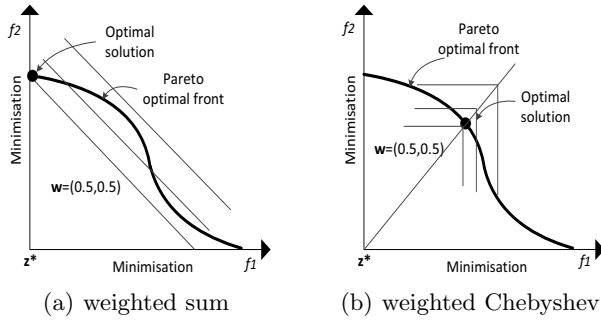 f2
Optimal
solution
Pareto
optimal front
Minimisation
w=(0.5,0.5)
z*
Minimisation
f1
(a) weighted sum
f2
Pareto
optimal front
Optimal
solution
Minimisation
w=(0.5,0.5)
z*
Minimisation
f1
(b) weighted Chebyshev